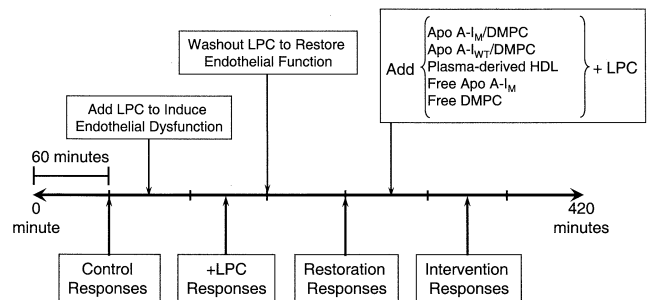 Washout LPC to Restore
Endothelial Function
Add
Apo A-I_M/DMPC
Apo A-I_WT/DMPC
Plasma-derived HDL
Free Apo A-I_M
Free DMPC
+ LPC
Add LPC to Induce
Endothelial Dysfunction
60 minutes
0
minute
420
minutes
Control
Responses
+LPC
Responses
Restoration
Responses
Intervention
Responses